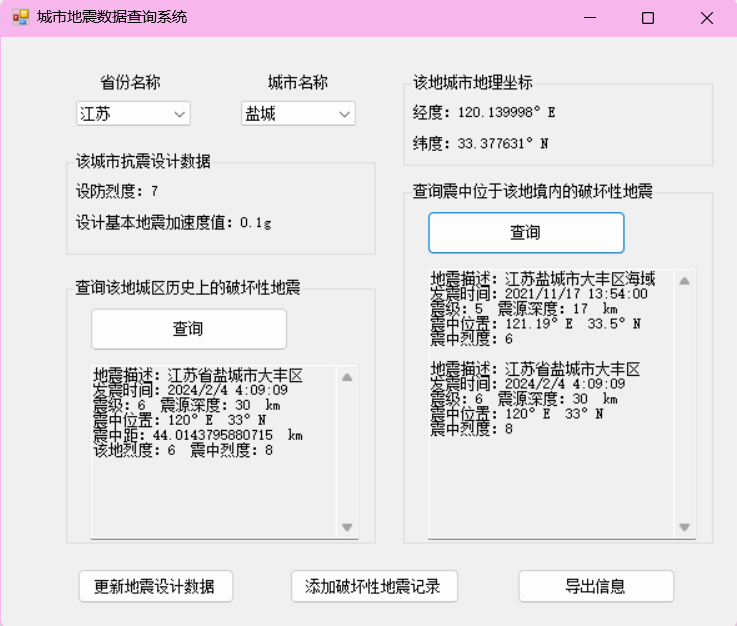 城市地震数据查询系统
省份名称
城市名称
江苏
盐城
该地城市地理坐标
经度: 120.139998° E
纬度: 33.377631° N
该城市抗震设计数据
设防烈度: 7
设计基本地震加速度值: 0.1g
查询震中位于该地境内的破坏性地震
查询
地震描述: 江苏盐城市大丰区海域
发震时间: 2021/11/17 13:54:00
震级: 5 震源深度: 17 km
震中位置: 121.19° E 33.5° N
震中烈度: 6
地震描述: 江苏省盐城市大丰区
发震时间: 2024/2/4 4:09:09
震级: 6 震源深度: 30 km
震中位置: 120° E 33° N
震中烈度: 8
查询该地城区历史上的破坏性地震
查询
地震描述: 江苏省盐城市大丰区
发震时间: 2024/2/4 4:09:09
震级: 6 震源深度: 30 km
震中位置: 120° E 33° N
震中距: 44.0143795880715 km
该地烈度: 6 震中烈度: 8
更新地震设计数据
添加破坏性地震记录
导出信息